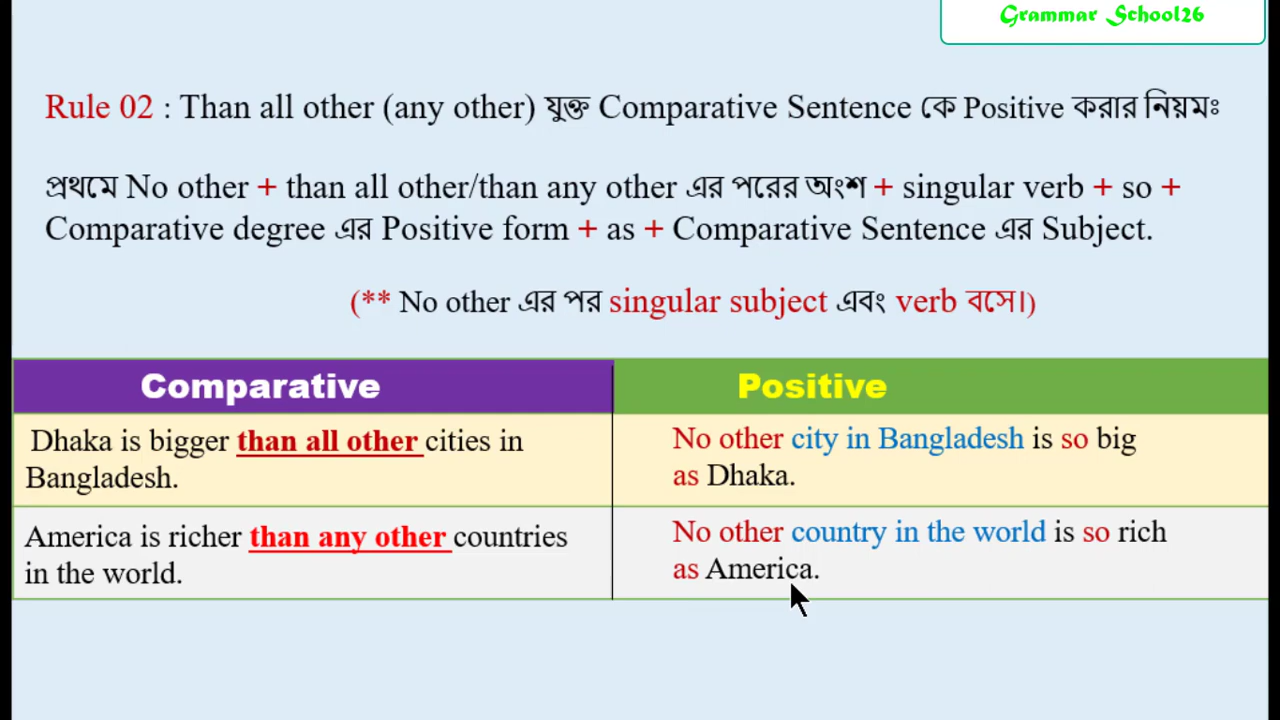 Grammar School26
Rule 02 : Than all other (any other) যুক্ত Comparative Sentence কে Positive করার নিয়মঃ
প্রথমে No other + than all other/than any other এর পরের অংশ + singular verb + so +
Comparative degree এর Positive form + as + Comparative Sentence এর Subject.
(** No other এর পর singular subject এবং verb বসে।)
Comparative Positive
Dhaka is bigger than all other cities in
Bangladesh.
No other city in Bangladesh is so big
as Dhaka.
America is richer than any other countries
in the world.
No other country in the world is so rich
as America.